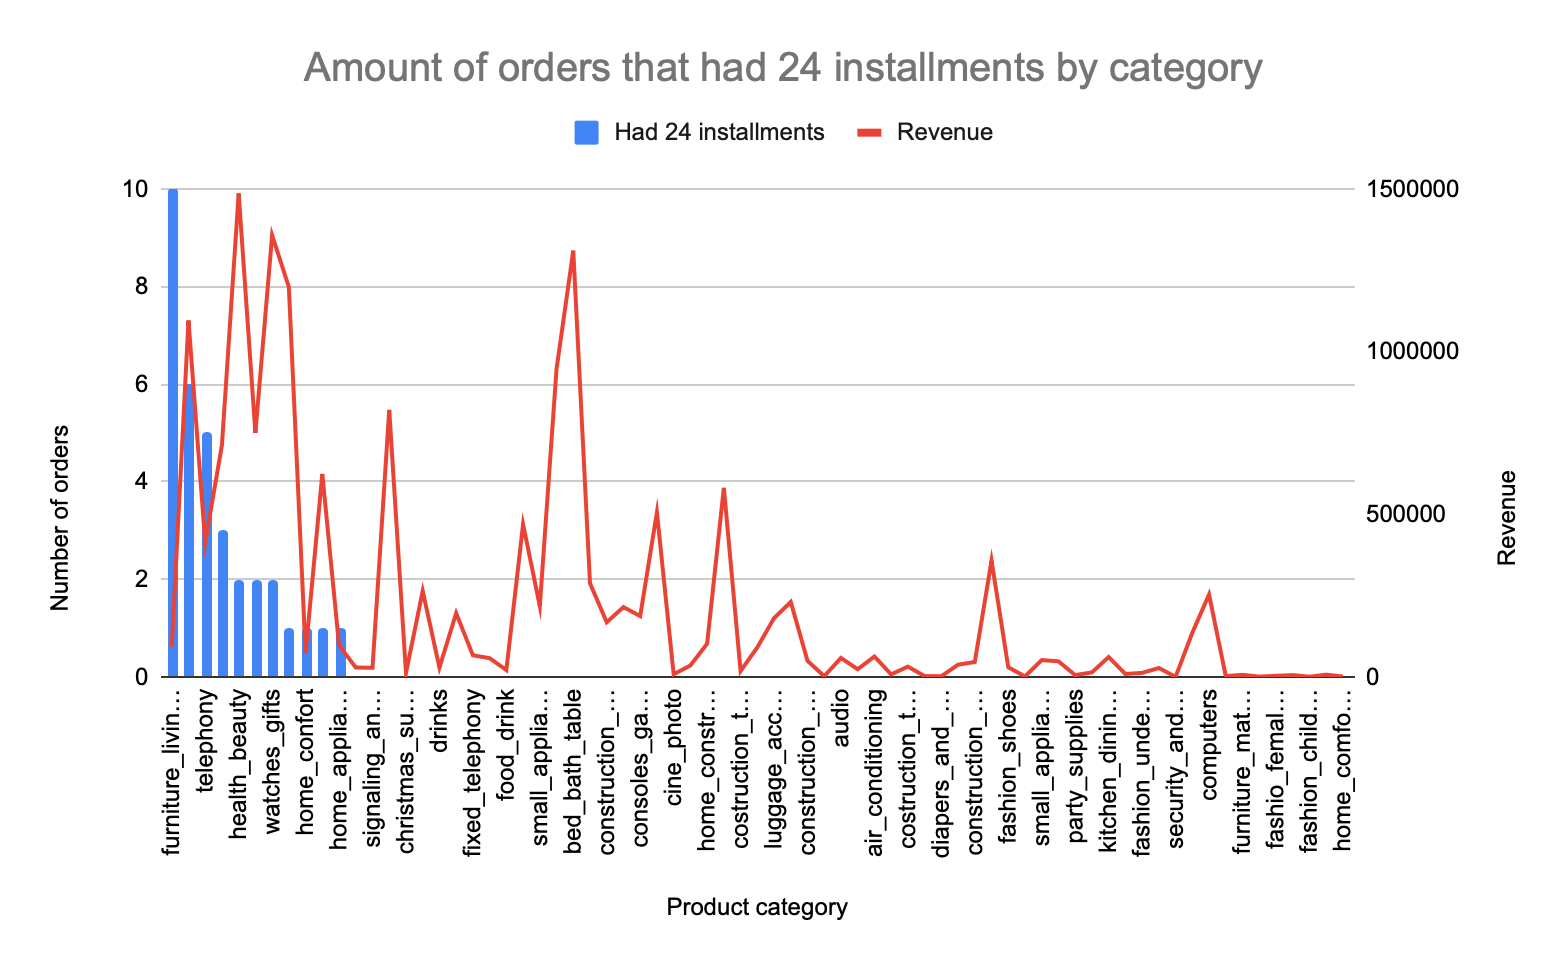 Amount of orders that had 24 installments by category
Had 24 installments
Revenue
10
8
6
4
2
0
Number of orders
1500000
1000000
500000
0
Revenue
furniture_livin…
telephony
health_beauty
watches_gifts
home_confort
home_applia…
signaling_an…
christmas_su…
drinks
fixed_telephony
food_drink
small_applia…
bed_bath_table
construction_…
consoles_ga…
cine_photo
home_constr…
costruction_t…
luggage_acc…
construction_…
audio
air_conditioning
costruction_t…
diapers_and_…
construction_…
fashion_shoes
small_applia…
party_supplies
kitchen_dinin…
fashion_unde…
security_and…
computers
furniture_mat…
fashio_femal…
fashion_child…
home_comfo…
Product category